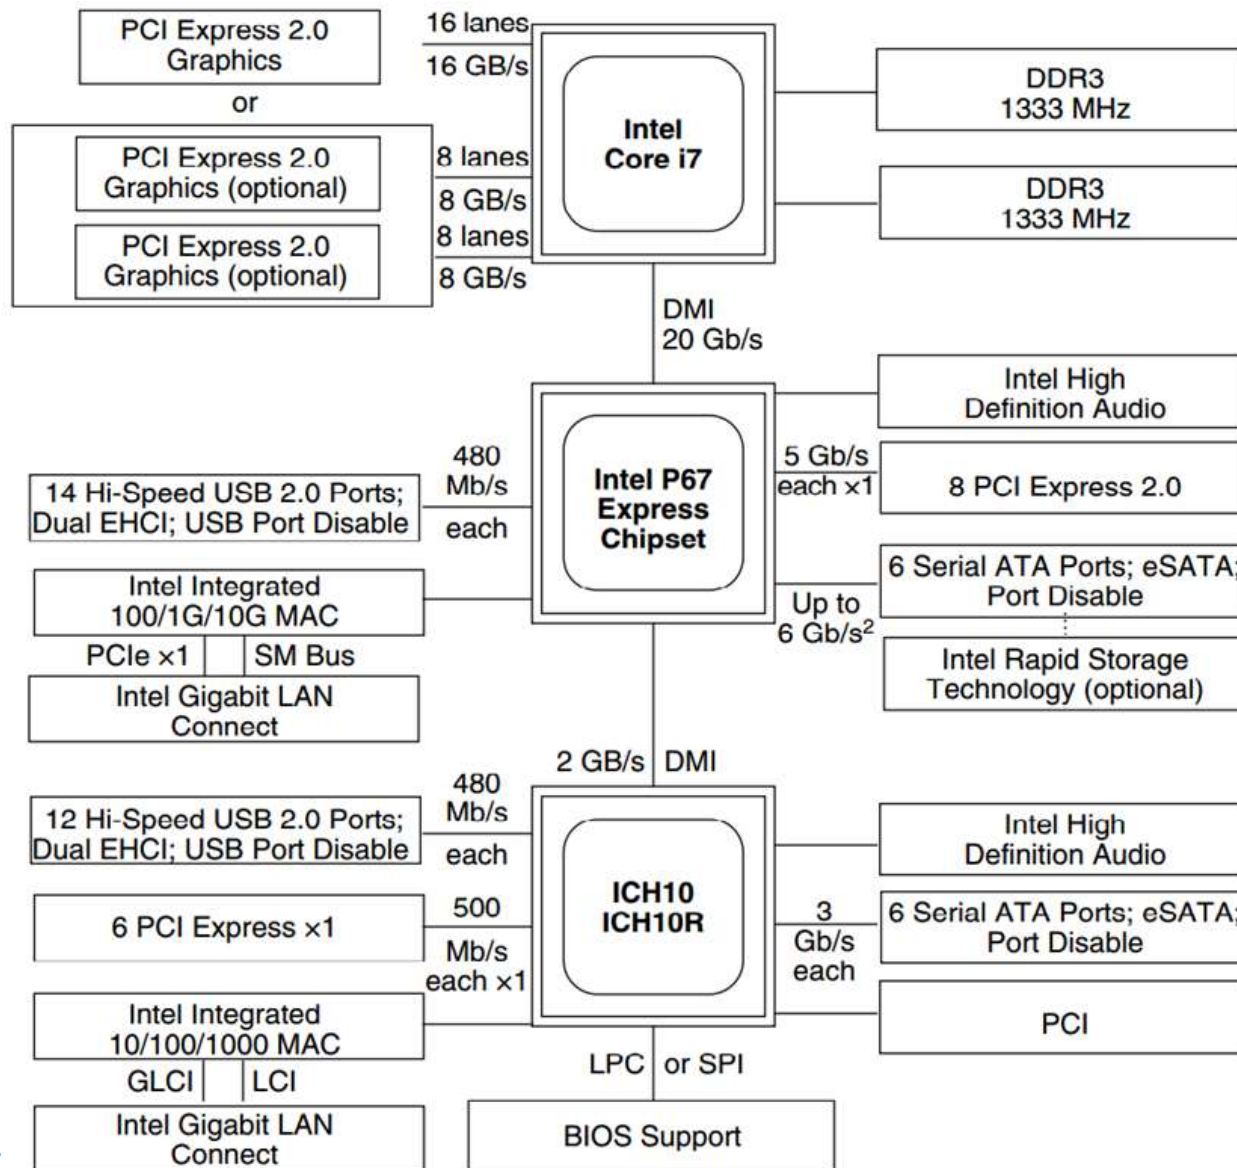 PCI Express 2.0
Graphics
or
PCI Express 2.0
Graphics (optional)
PCI Express 2.0
Graphics (optional)
16 lanes
16 GB/s
8 lanes
8 GB/s
8 lanes
8 GB/s
Intel
Core i7
DDR3
1333 MHz
DDR3
1333 MHz
DMI
20 Gb/s
14 Hi-Speed USB 2.0 Ports;
Dual EHCI; USB Port Disable
480
Mb/s
each
Intel Integrated
100/1G/10G MAC
PCIe ×1
SM Bus
Intel Gigabit LAN
Connect
Intel P67
Express
Chipset
Intel High
Definition Audio
5 Gb/s
each ×1
8 PCI Express 2.0
Up to
6 Gb/s²
6 Serial ATA Ports; eSATA;
Port Disable
Intel Rapid Storage
Technology (optional)
2 GB/s
DMI
12 Hi-Speed USB 2.0 Ports;
Dual EHCI; USB Port Disable
480
Mb/s
each
6 PCI Express ×1
500
Mb/s
each ×1
Intel Integrated
10/100/1000 MAC
GLCI
LCI
Intel Gigabit LAN
Connect
ICH10
ICH10R
Intel High
Definition Audio
3
Gb/s
each
6 Serial ATA Ports; eSATA;
Port Disable
PCI
LPC
or SPI
BIOS Support